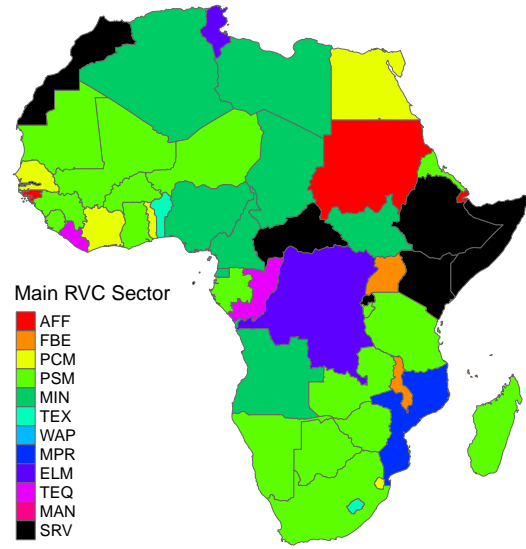 Main RVC Sector
AFF
FBE
PCM
PSM
MIN
TEX
WAP
MPR
ELM
TEQ
MAN
SRV